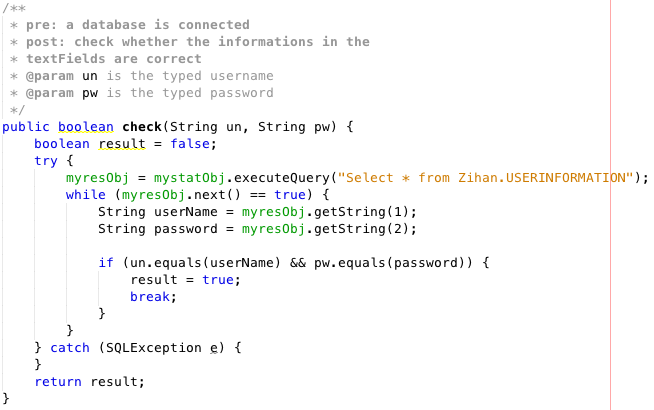 /**
 * pre: a database is connected
 * post: check whether the informations in the
 * textFields are correct
 * @param un is the typed username
 * @param pw is the typed password
 */
public boolean check(String un, String pw) {
    boolean result = false;
    try {
        myresObj = mystatObj.executeQuery("Select * from Zihan.USERINFORMATION");
        while (myresObj.next() == true) {
            String userName = myresObj.getString(1);
            String password = myresObj.getString(2);

            if (un.equals(userName) && pw.equals(password)) {
                result = true;
                break;
            }
        }
    } catch (SQLException e) {
    }
    return result;
}